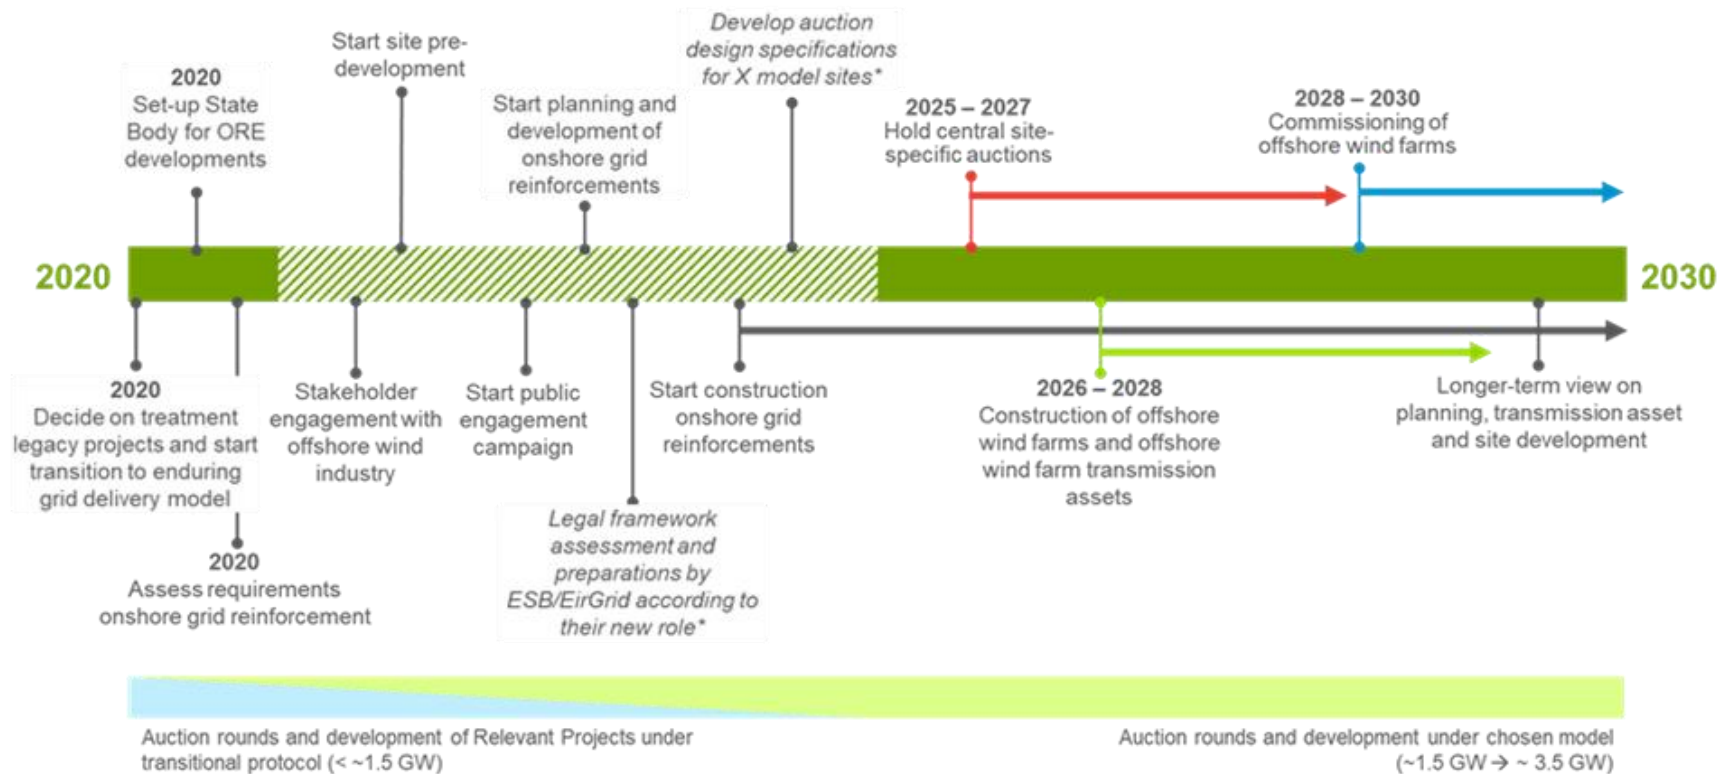 Start site pre-
development
Develop auction
design specifications
for X model sites*
2020
Set-up State
Body for ORE
developments
Start planning and
development of
onshore grid
reinforcements
2025 – 2027
Hold central site-
specific auctions
2028 – 2030
Commissioning of
offshore wind farms
2020
2030
2020
Decide on treatment
legacy projects and start
transition to enduring
grid delivery model
Stakeholder
engagement with
offshore wind
industry
Start public
engagement
campaign
Start construction
onshore grid
reinforcements
2026 – 2028
Construction of offshore
wind farms and offshore
wind farm transmission
assets
Longer-term view on
planning, transmission asset
and site development
2020
Assess requirements
onshore grid reinforcement
Legal framework
assessment and
preparations by
ESB/EirGrid according to
their new role*
Auction rounds and development of Relevant Projects under
transitional protocol (< ~1.5 GW)
Auction rounds and development under chosen model
(~1.5 GW → ~ 3.5 GW)